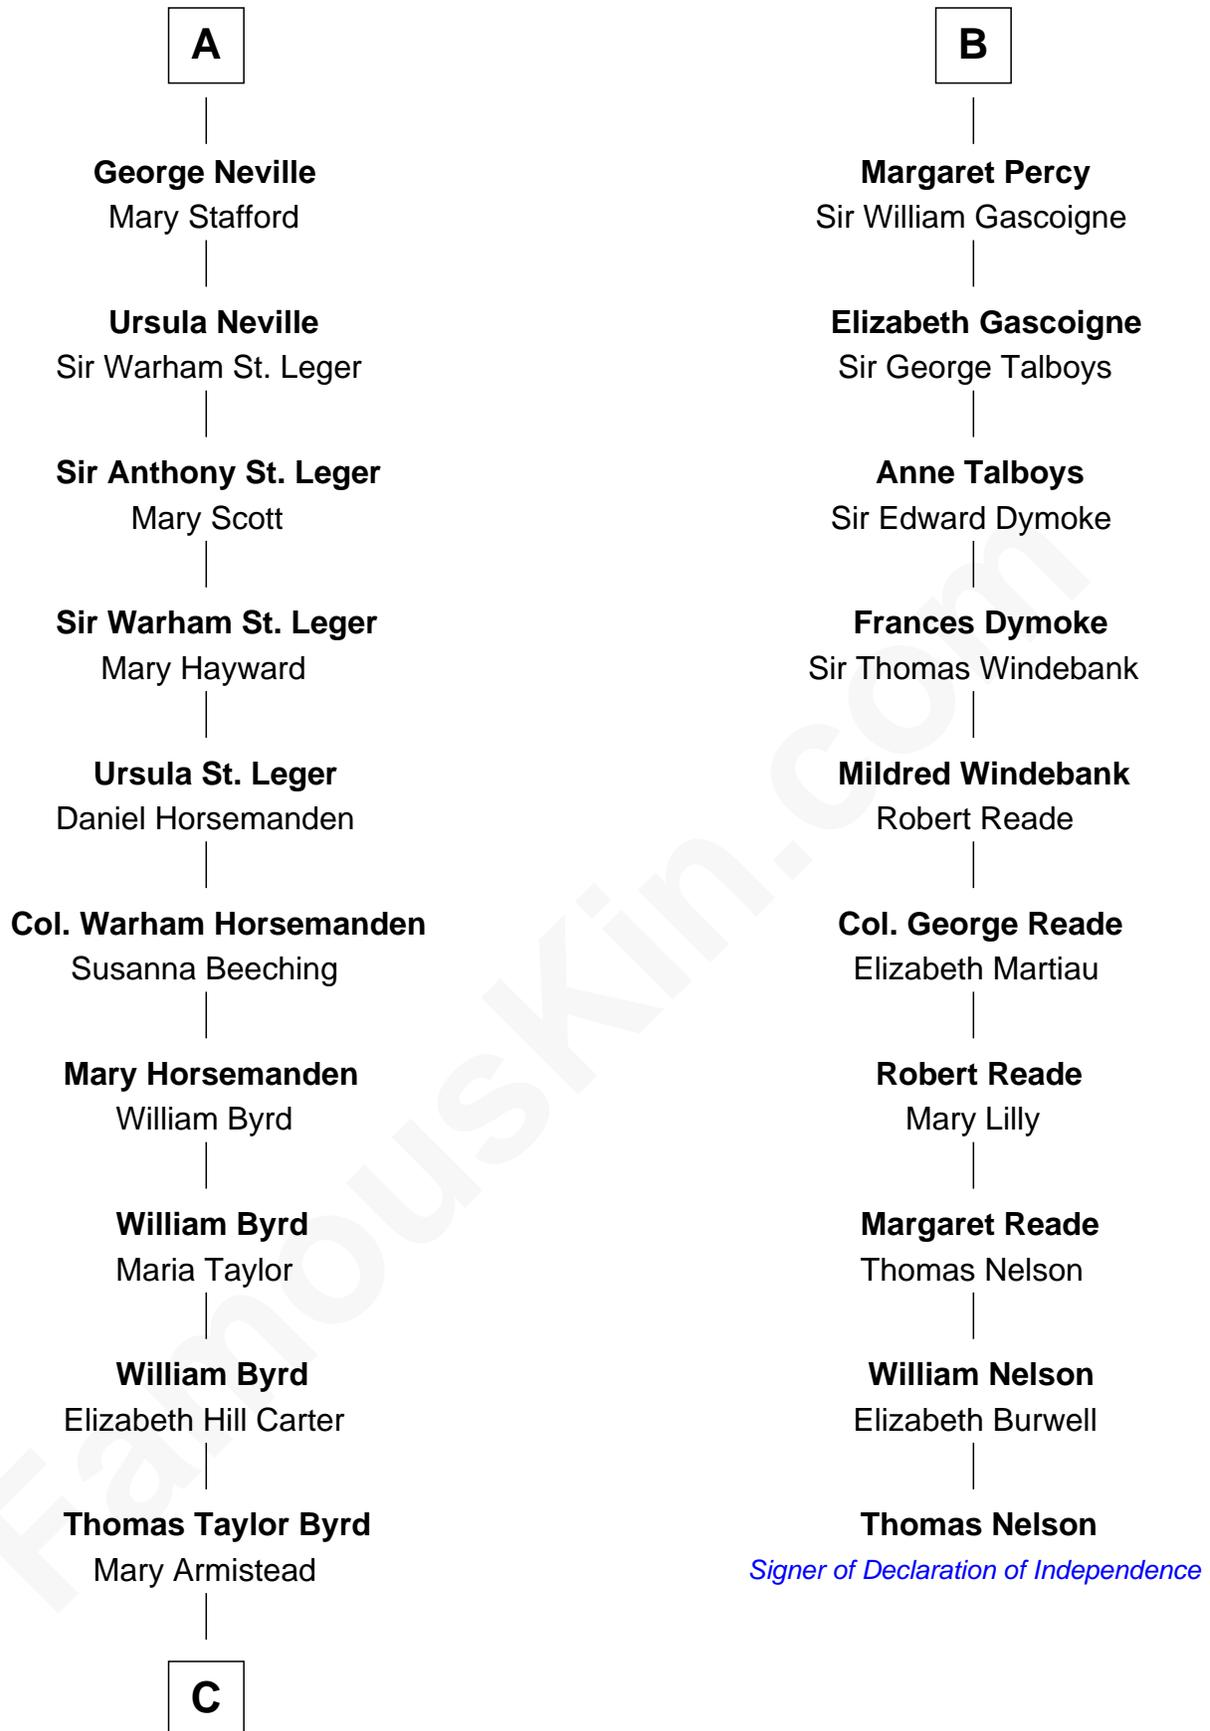 A
George Neville
Mary Stafford
Ursula Neville
Sir Warham St. Leger
Sir Anthony St. Leger
Mary Scott
Sir Warham St. Leger
Mary Hayward
Ursula St. Leger
Daniel Horsemanden
Col. Warham Horsemanden
Susanna Beeching
Mary Horsemanden
William Byrd
William Byrd
Maria Taylor
William Byrd
Elizabeth Hill Carter
Thomas Taylor Byrd
Mary Armistead
C
B
Margaret Percy
Sir William Gascoigne
Elizabeth Gascoigne
Sir George Talboys
Anne Talboys
Sir Edward Dymoke
Frances Dymoke
Sir Thomas Windebank
Mildred Windebank
Robert Reade
Col. George Reade
Elizabeth Martiau
Robert Reade
Mary Lilly
Margaret Reade
Thomas Nelson
William Nelson
Elizabeth Burwell
Thomas Nelson
Signer of Declaration of Independence
FamousKin.com